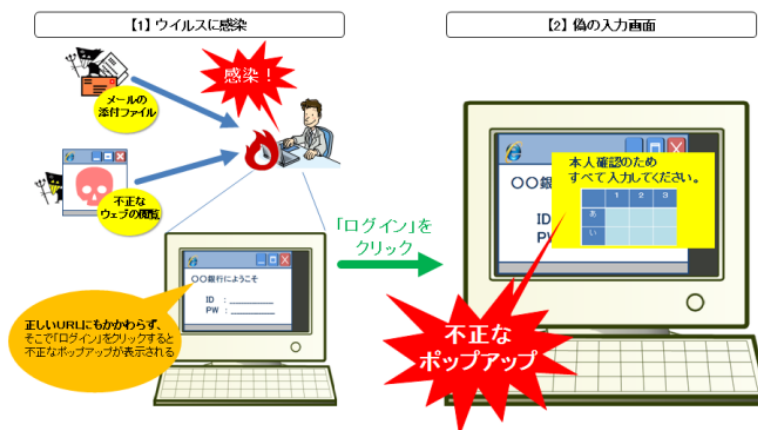 【1】ウイルスに感染
【2】偽の入力画面
感染！
メールの
添付ファイル
不正な
ウェブの閲覧
〇〇銀行にようこそ
ID ：
PW ：
正しいURLにもかかわらず、
そこで「ログイン」をクリックすると
不正なポップアップが表示される
「ログイン」を
クリック
〇〇銀
ID
PW
本人確認のため
すべて入力してください。
1 2 3
あ
い
不正な
ポップアップ